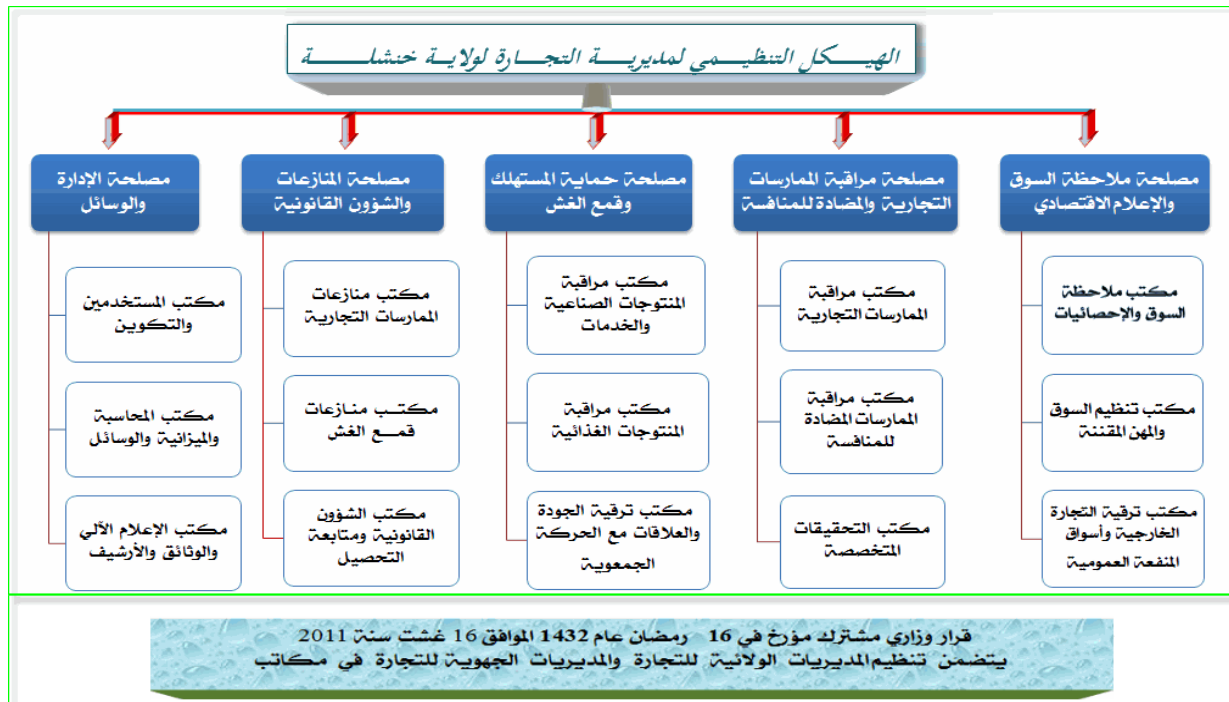 الهيكل التنظيمي لمديرية التجارة لولاية خنشلة
مصلحة ملاحظة السوق
والإعلام الاقتصادي
مكتب ملاحظة
السوق والإحصائيات
مكتب تنظيم السوق
والمهن المقننة
مكتب ترقية التجارة
الخارجية وأسواق
المنفعة العمومية
مصلحة مراقبة الممارسات
التجارية والمضادة للمنافسة
مكتب مراقبة
الممارسات التجارية
مكتب مراقبة
الممارسات المضادة
للمنافسة
مكتب التحقيقات
المتخصصة
مصلحة حماية المستهلك
وقمع الغش
مكتب مراقبة
المنتوجات الصناعية
والخدمات
مكتب مراقبة
المنتوجات الغذائية
مكتب ترقية الجودة
والعلاقات مع الحركة
الجمعوية
مصلحة المنازعات
والشؤون القانونية
مكتب منازعات
الممارسات التجارية
مكتب منازعات
قمع الغش
مكتب الشؤون
القانونية ومتابعة
التحصيل
مصلحة الإدارة
والوسائل
مكتب المستخدمين
والتكوين
مكتب المحاسبة
والميزانية والوسائل
مكتب الإعلام الآلي
والوثائق والأرشيف
قرار وزاري مشترك مؤرخ في 16 رمضان عام 1432 الموافق 16 غشت سنة 2011
يتضمن تنظيم المديريات الولائية للتجارة والمديريات الجهوية للتجارة في مكاتب